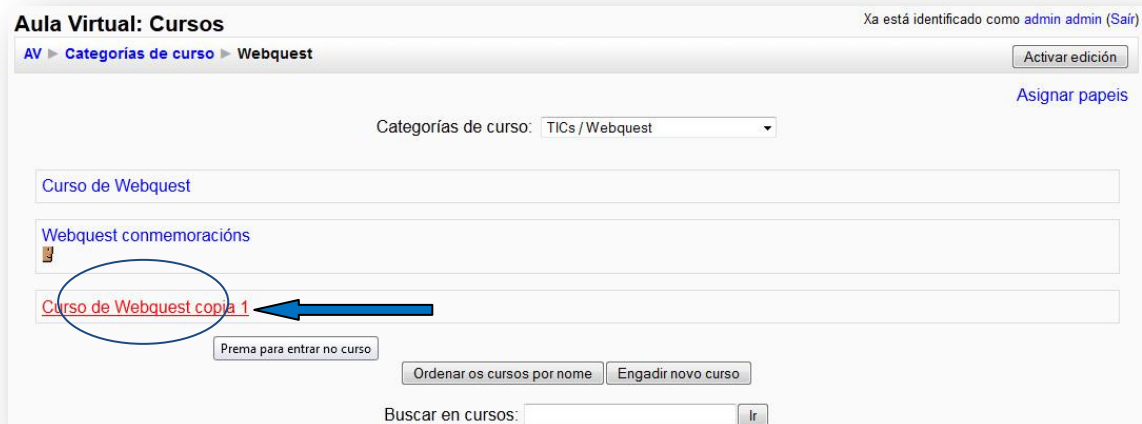 Aula Virtual: Cursos
Xa está identificado como admin admin (Saír)
AV ► Categorías de curso ► Webquest
Activar edición
Asignar papeis
Categorías de curso: TICs / Webquest
Curso de Webquest
Webquest conmemoracións
Curso de Webquest copia 1
Prema para entrar no curso
Ordenar os cursos por nome Engadir novo curso
Buscar en cursos: Ir